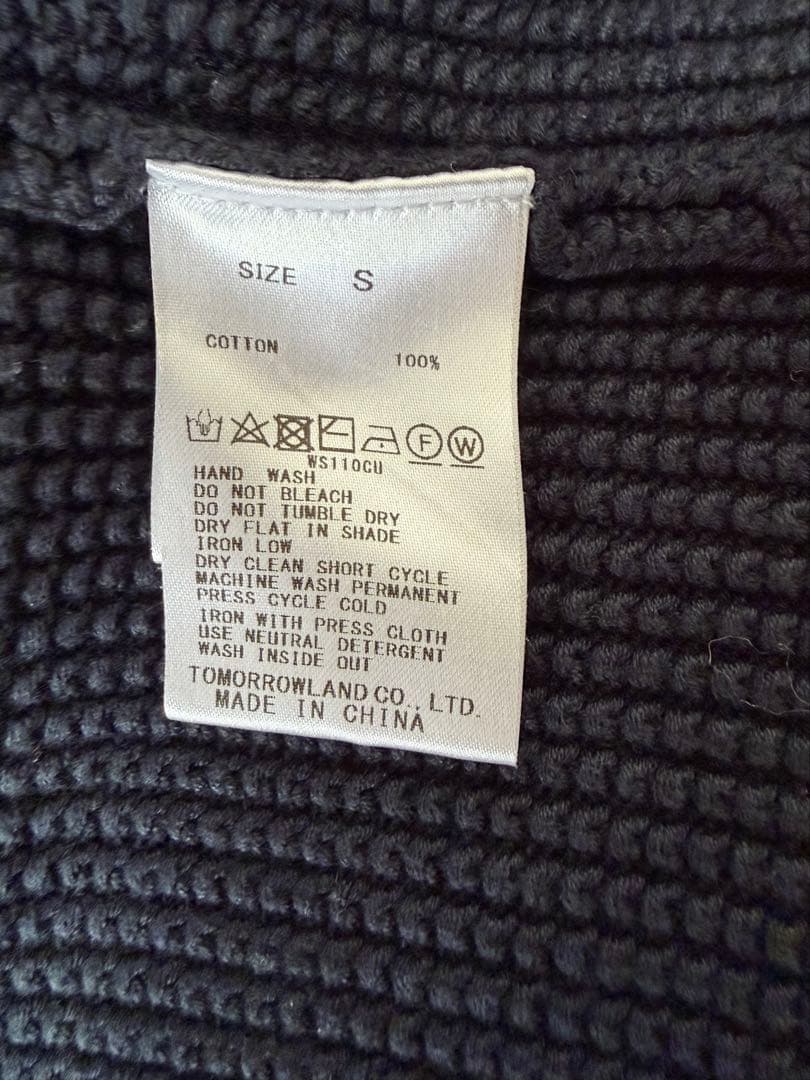 SIZE S
COTTON
100%
F W
WS110CU
HAND WASH
DO NOT BLEACH
DO NOT TUMBLE DRY
DRY FLAT IN SHADE
IRON LOW
DRY CLEAN SHORT CYCLE
MACHINE WASH PERMANENT
PRESS CYCLE COLD
IRON WITH PRESS CLOTH
USE NEUTRAL DETERGENT
WASH INSIDE OUT
TOMORROWLAND CO., LTD.
MADE IN CHINA